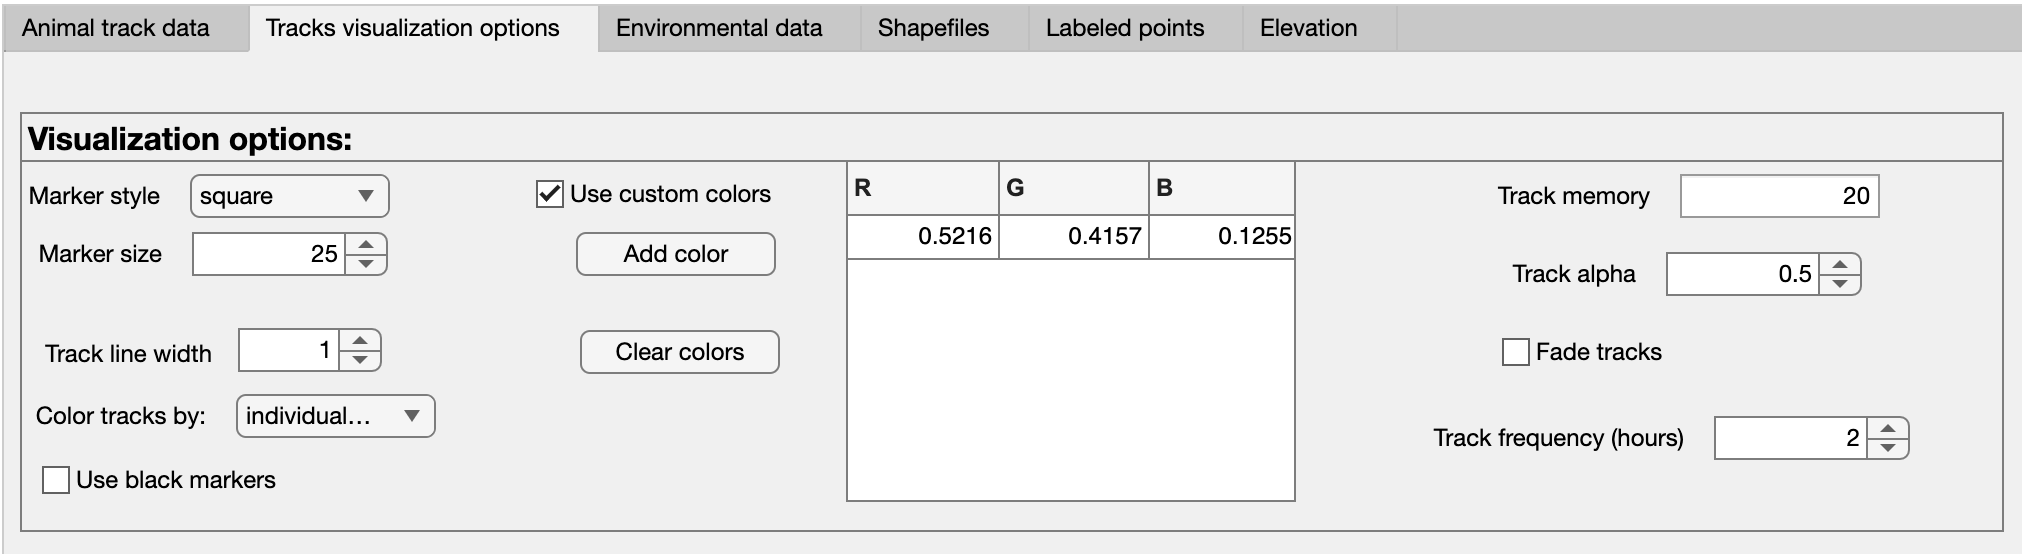 Animal track data Tracks visualization options Environmental data Shapefiles Labeled points Elevation
Visualization options:
Marker style square
Marker size 25
Track line width 1
Color tracks by: individual...
Use black markers
Use custom colors
Add color
Clear colors
R G B
0.5216 0.4157 0.1255
Track memory 20
Track alpha 0.5
Fade tracks
Track frequency (hours) 2